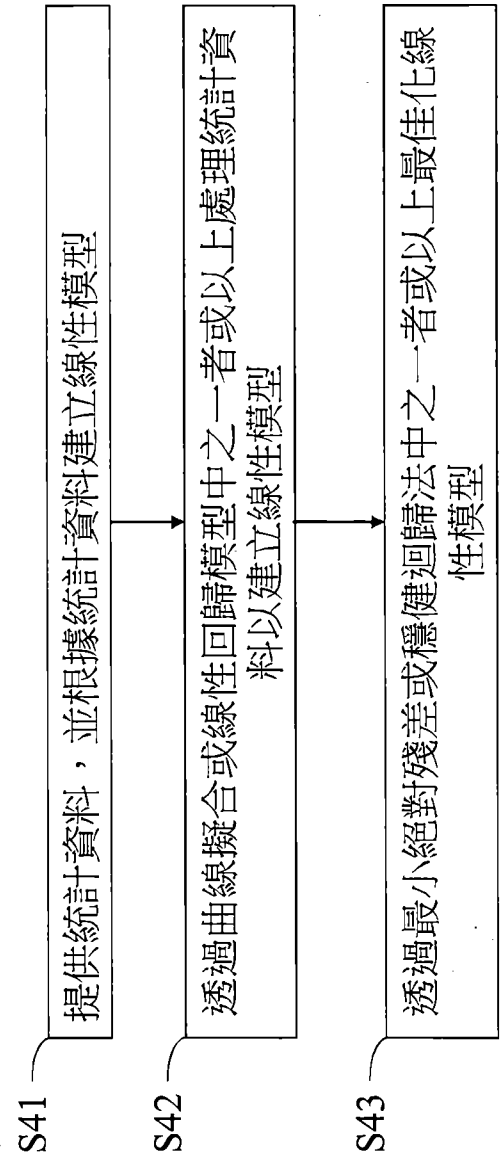 S41
提供統計資料，並根據統計資料建立線性模型
S42
透過曲線擬合或線性回歸模型中之一者或以上處理統計資
料以建立線性模型
S43
透過最小絕對殘差或穩健迴歸法中之一者或以上最佳化線
性模型